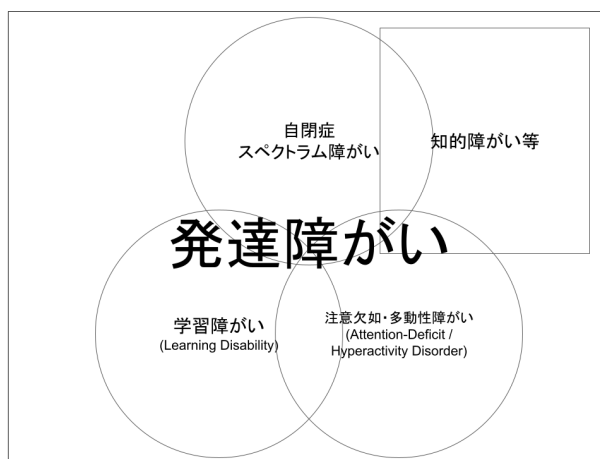 自閉症
スペクトラム障がい
知的障がい等
発達障がい
学習障がい
(Learning Disability)
注意欠如・多動性障がい
(Attention-Deficit /
Hyperactivity Disorder)